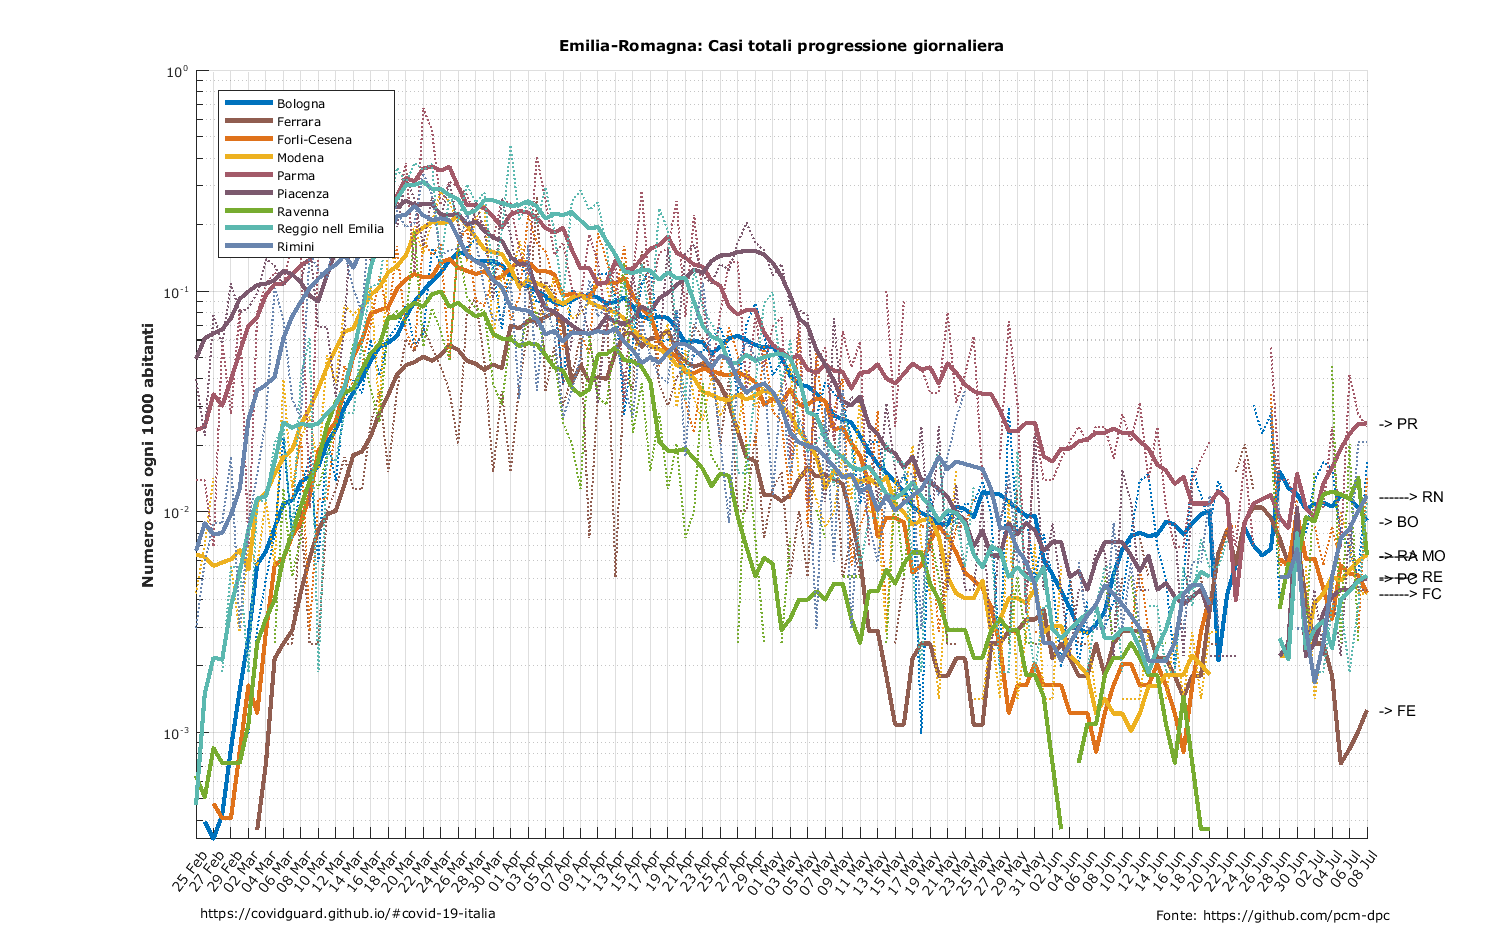 Emilia-Romagna: Casi totali progressione giornaliera
Numero casi ogni 1000 abitanti
10⁰
10⁻¹
10⁻²
10⁻³
Bologna
Ferrara
Forli-Cesena
Modena
Parma
Piacenza
Ravenna
Reggio nell Emilia
Rimini
-> PR
------> RN
-> BO
-> RA
MO
-> PC
RE
------> FC
-> FE
25 Feb
27 Feb
29 Feb
02 Mar
04 Mar
06 Mar
08 Mar
10 Mar
12 Mar
14 Mar
16 Mar
18 Mar
20 Mar
22 Mar
24 Mar
26 Mar
28 Mar
30 Mar
01 Apr
03 Apr
05 Apr
07 Apr
09 Apr
11 Apr
13 Apr
15 Apr
17 Apr
19 Apr
21 Apr
23 Apr
25 Apr
27 Apr
29 Apr
01 May
03 May
05 May
07 May
09 May
11 May
13 May
15 May
17 May
19 May
21 May
23 May
25 May
27 May
29 May
31 May
02 Jun
04 Jun
06 Jun
08 Jun
10 Jun
12 Jun
14 Jun
16 Jun
18 Jun
20 Jun
22 Jun
24 Jun
26 Jun
28 Jun
30 Jun
02 Jul
04 Jul
06 Jul
08 Jul
https://covidguard.github.io/#covid-19-italia
Fonte: https://github.com/pcm-dpc